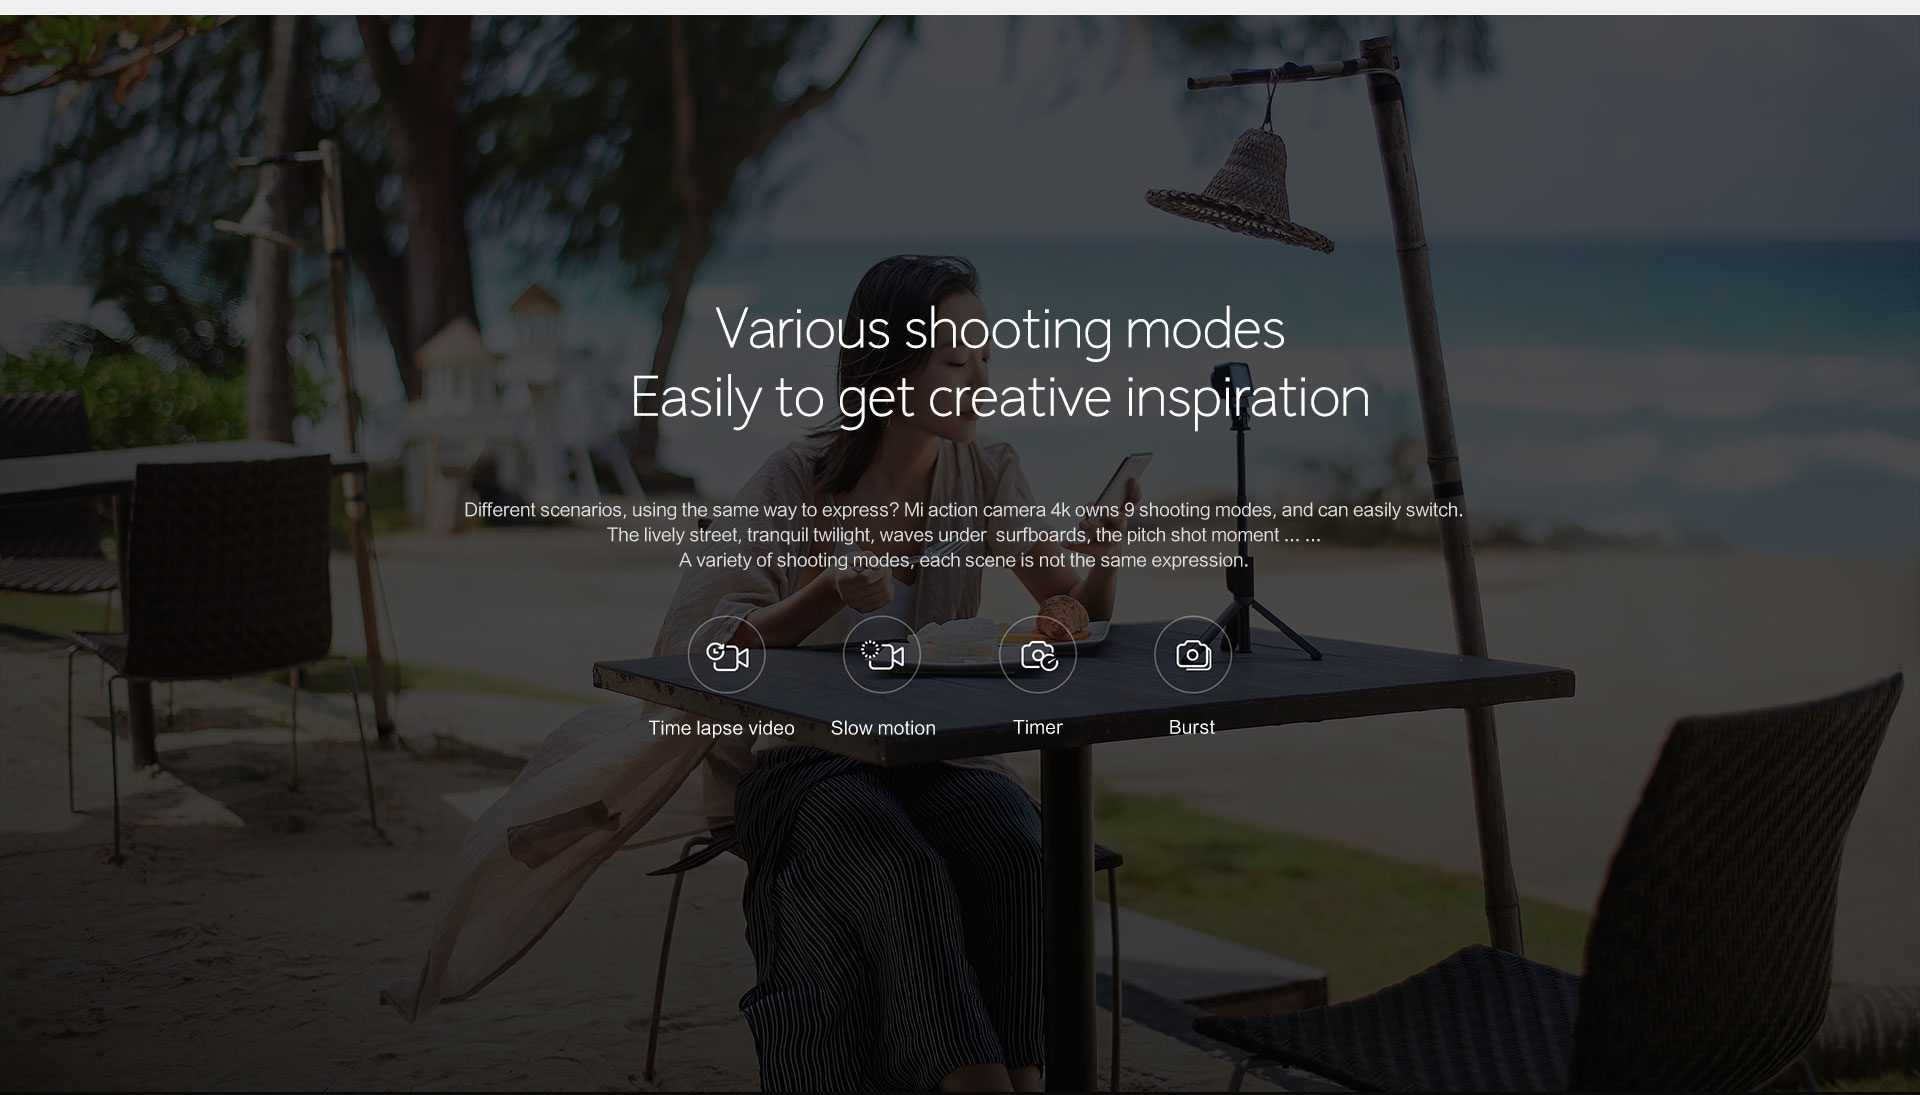 Various shooting modes
Easily to get creative inspiration
Different scenarios, using the same way to express? Mi action camera 4k owns 9 shooting modes, and can easily switch.
The lively street, tranquil twilight, waves under surfboards, the pitch shot moment ... ...
A variety of shooting modes, each scene is not the same expression.
Time lapse video
Slow motion
Timer
Burst